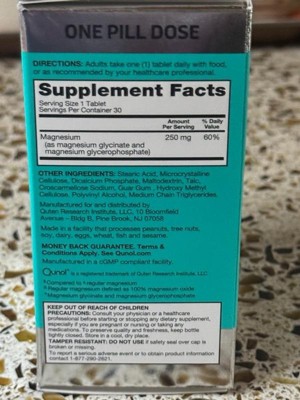 ONE PILL DOSE
DIRECTIONS: Adults take one (1) tablet daily with food,
or as recommended by your healthcare professional.
Supplement Facts
Serving Size 1 Tablet
Servings Per Container 30
Amount Per Serving % Daily Value
Magnesium 250 mg 60%
(as magnesium glycinate and
magnesium glycerophosphate)
OTHER INGREDIENTS: Stearic Acid, Microcrystalline
Cellulose, Dicalcium Phosphate, Maltodextrin, Talc,
Croscarmellose Sodium, Guar Gum, Hydroxy Methyl
Cellulose, Polyvinyl Alcohol, Medium Chain Triglycerides.
Manufactured for and distributed by
Quten Research Institute, LLC, 10 Bloomfield
Avenue - Bldg B, Pine Brook, NJ 07058
Made in a facility that processes peanuts, tree nuts,
soy, dairy, eggs, wheat, fish and sesame.
MONEY BACK GUARANTEE. Terms &
Conditions Apply. See Qunol.com
Manufactured in a cGMP compliant facility.
Qunol is a registered trademark of Quten Research Institute, LLC
Compared to regular magnesium
Regular magnesium defined as 100% magnesium oxide
Magnesium glycinate and magnesium glycerophosphate
KEEP OUT OF REACH OF CHILDREN
PRECAUTIONS: Consult your physician or a healthcare
professional before starting or stopping any dietary supplement,
especially if you are pregnant or nursing or taking any
medications. To preserve quality and freshness, keep bottle
tightly closed. Store in a cool, dry place.
TAMPER RESISTANT: DO NOT USE if safety seal over cap is
broken or missing.
To report a serious adverse event or to obtain product information
contact 1-877-290-2621.